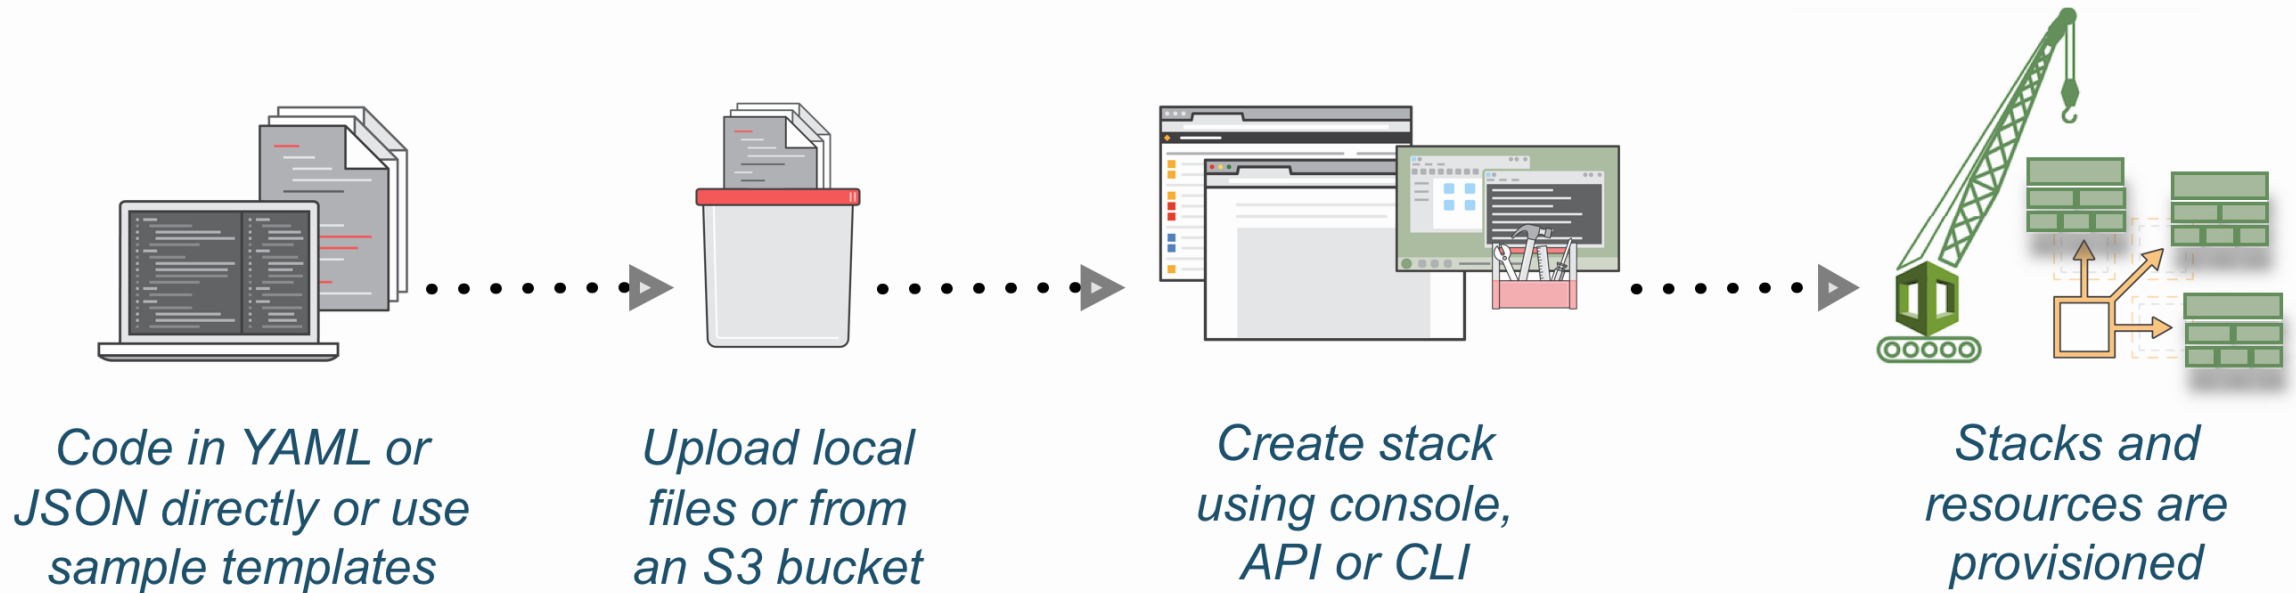 Code in YAML or
JSON directly or use
sample templates
Upload local
files or from
an S3 bucket
Create stack
using console,
API or CLI
Stacks and
resources are
provisioned